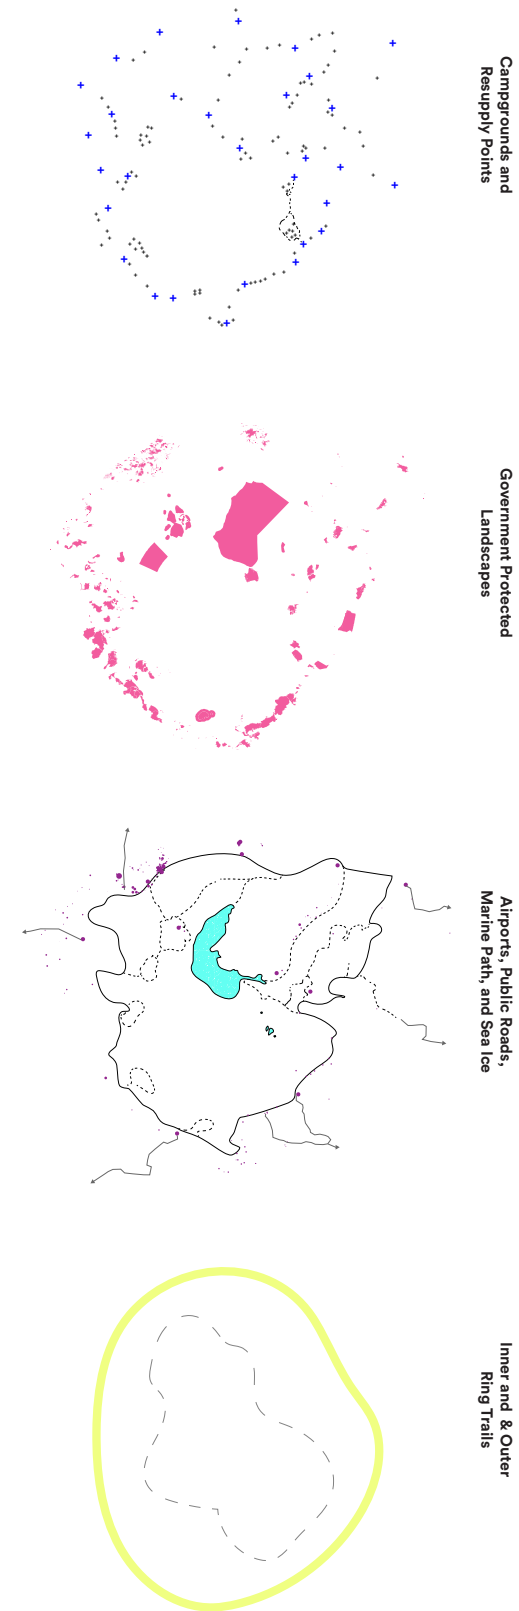 Campgrounds and
Resupply Points
Government Protected
Landscapes
Airports, Public Roads,
Marine Path, and Sea Ice
Inner and & Outer
Ring Trails